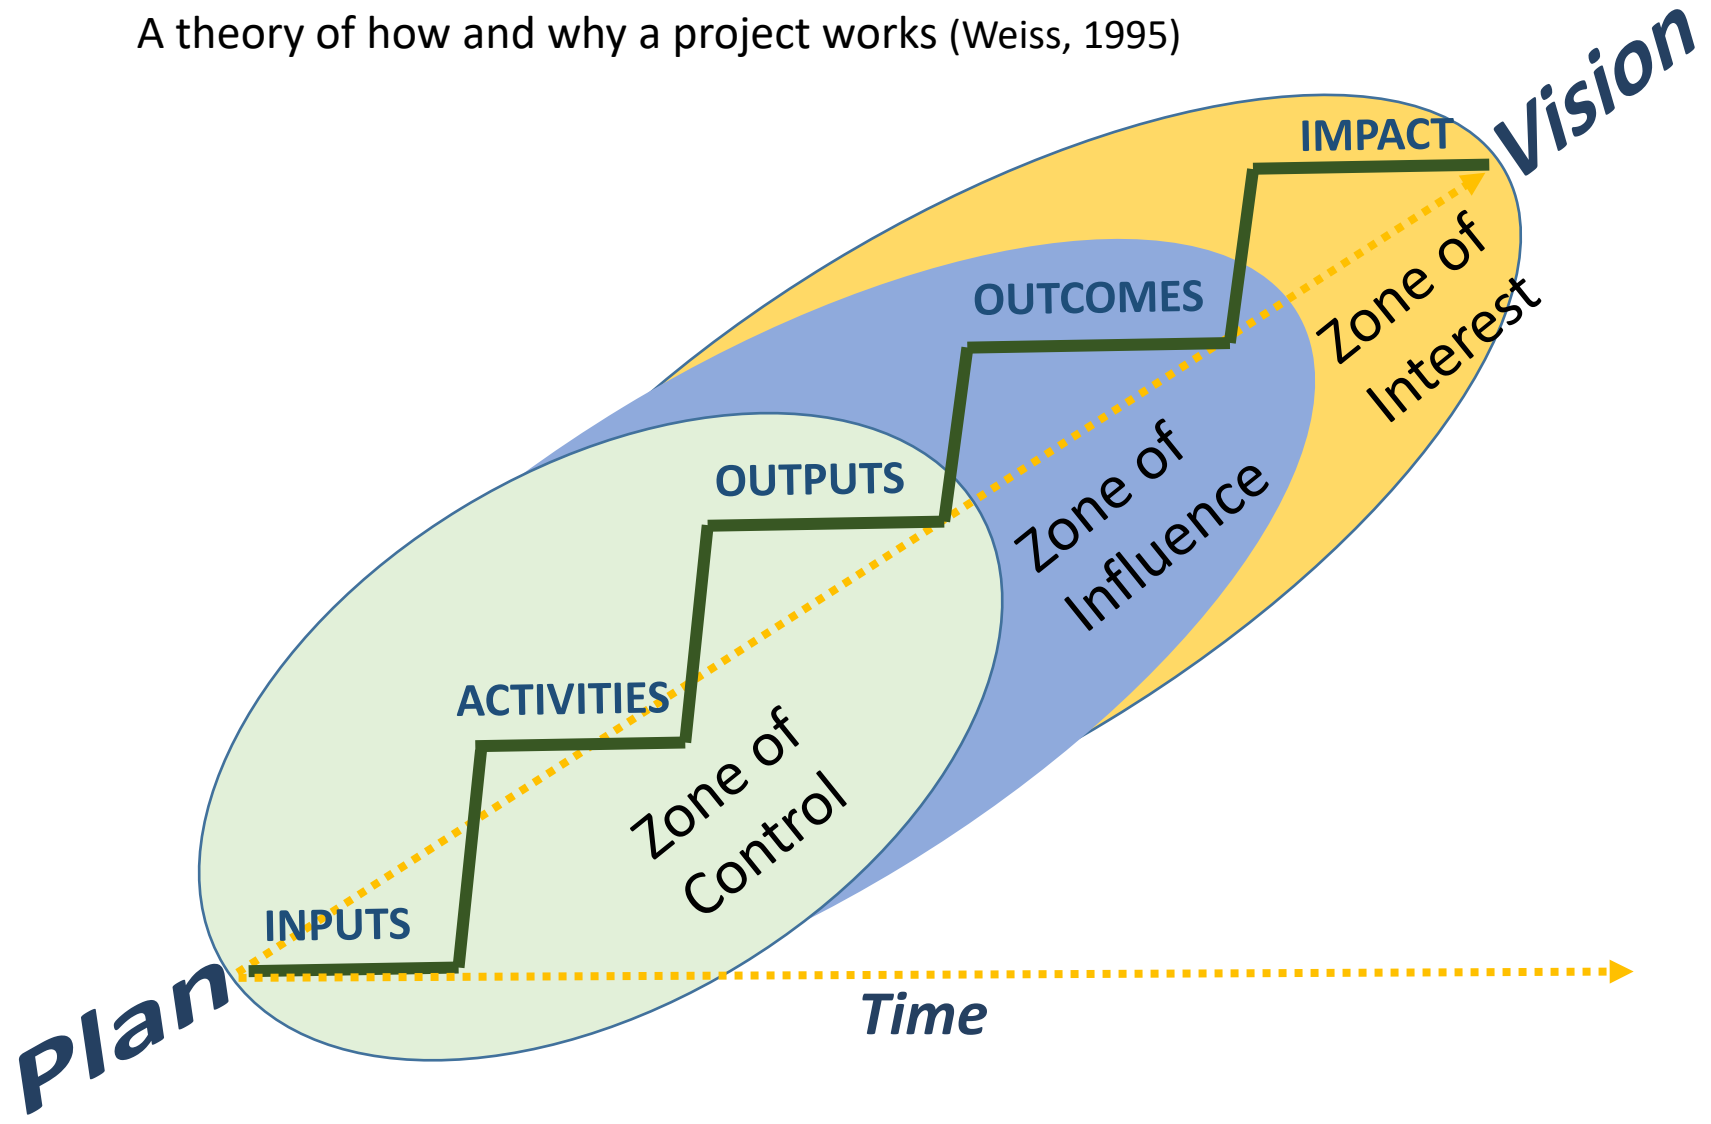 A theory of how and why a project works (Weiss, 1995)
Vision
IMPACT
Zone of
Interest
OUTCOMES
Zone of
Influence
OUTPUTS
ACTIVITIES
Zone of
Control
INPUTS
Plan
Time